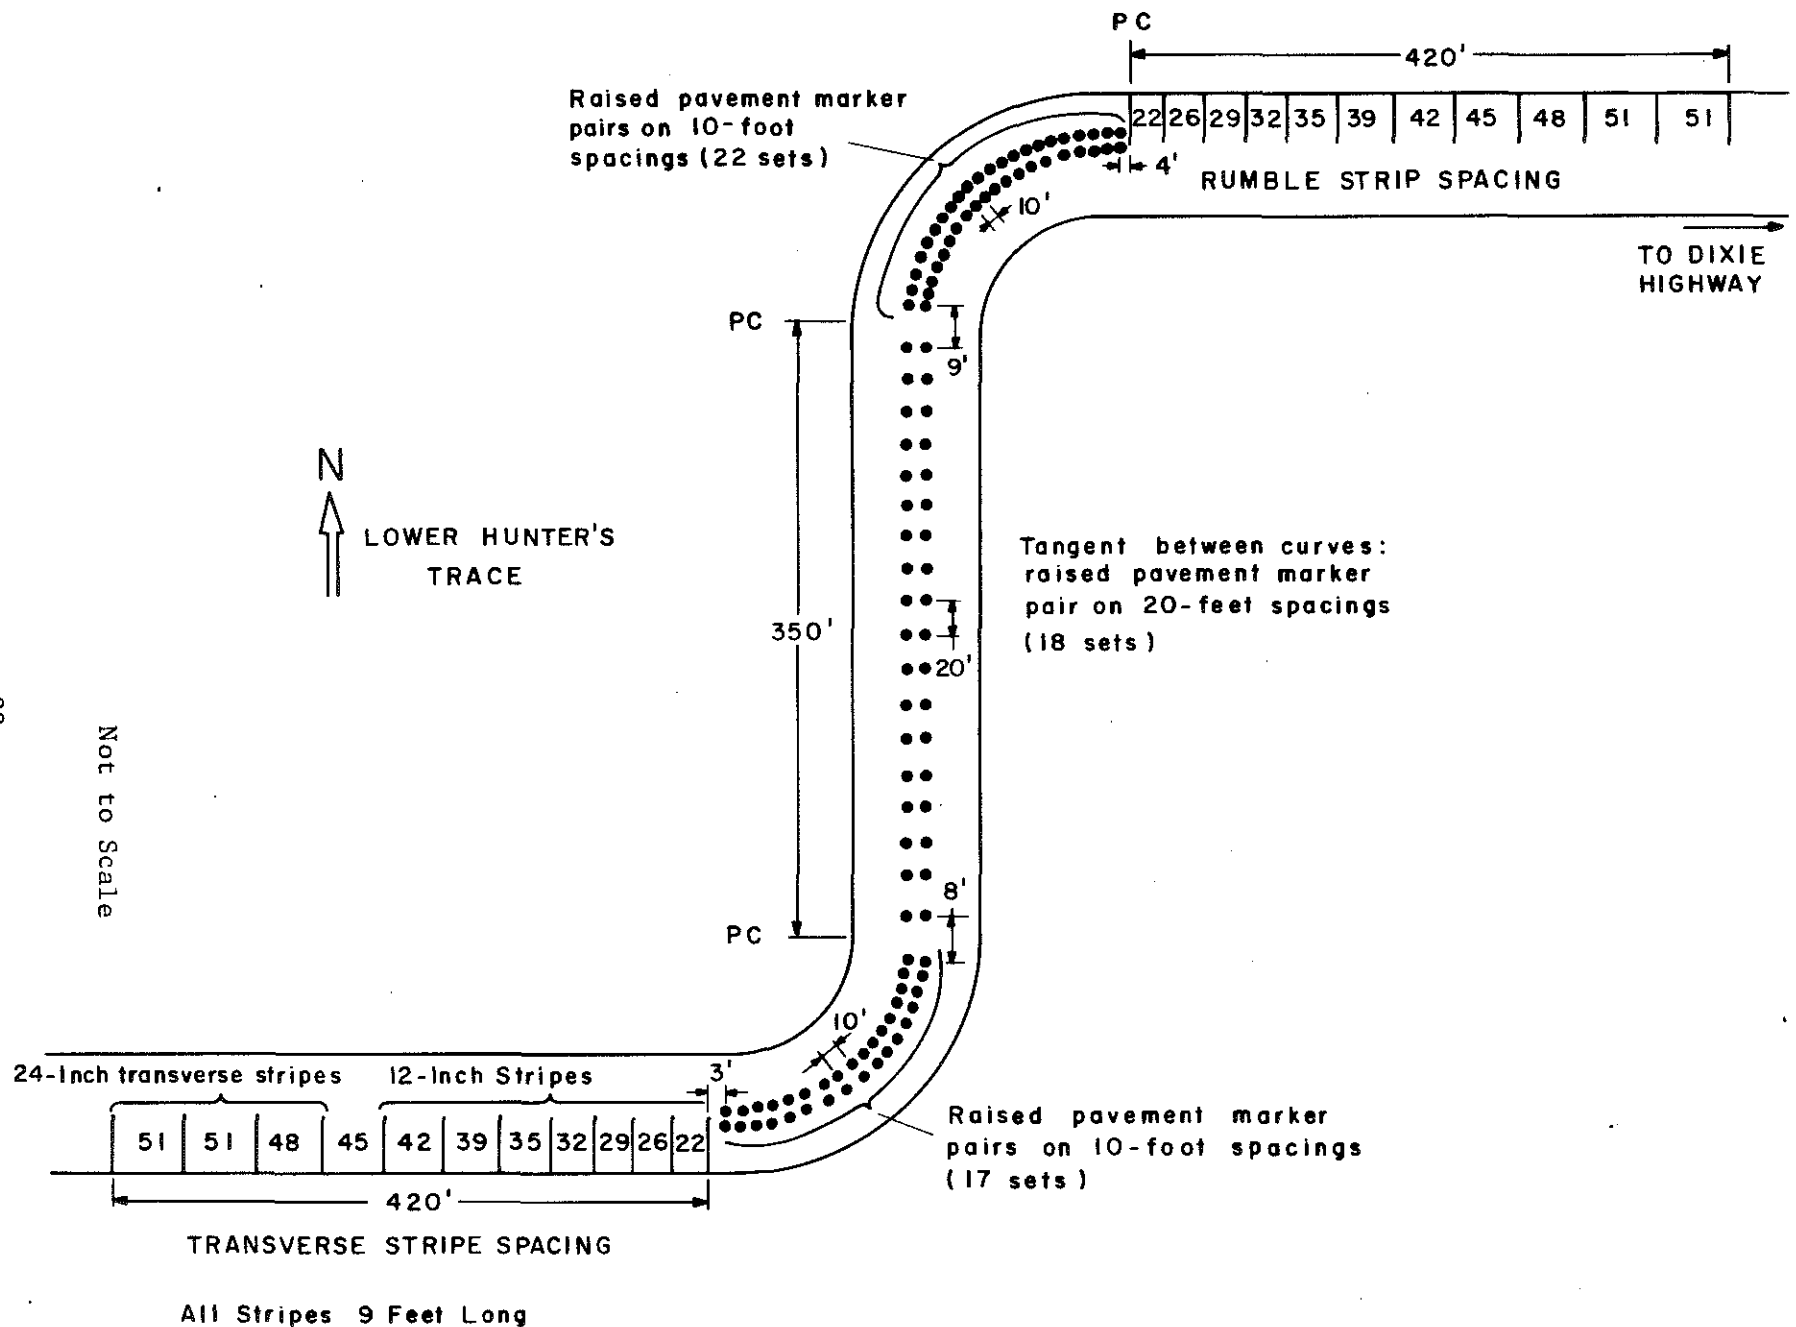 PC
420'
Raised pavement marker
pairs on 10-foot
spacings (22 sets)
22 26 29 32 35 39 42 45 48 51 51
4'
RUMBLE STRIP SPACING
10'
TO DIXIE
HIGHWAY
PC
9'
N
LOWER HUNTER'S
TRACE
Tangent between curves:
raised pavement marker
pair on 20-feet spacings
(18 sets)
350'
20'
Not to Scale
8'
PC
10'
24-Inch transverse stripes 12-Inch Stripes
3'
51 51 48 45 42 39 35 32 29 26 22
Raised pavement marker
pairs on 10-foot spacings
(17 sets)
420'
TRANSVERSE STRIPE SPACING
All Stripes 9 Feet Long